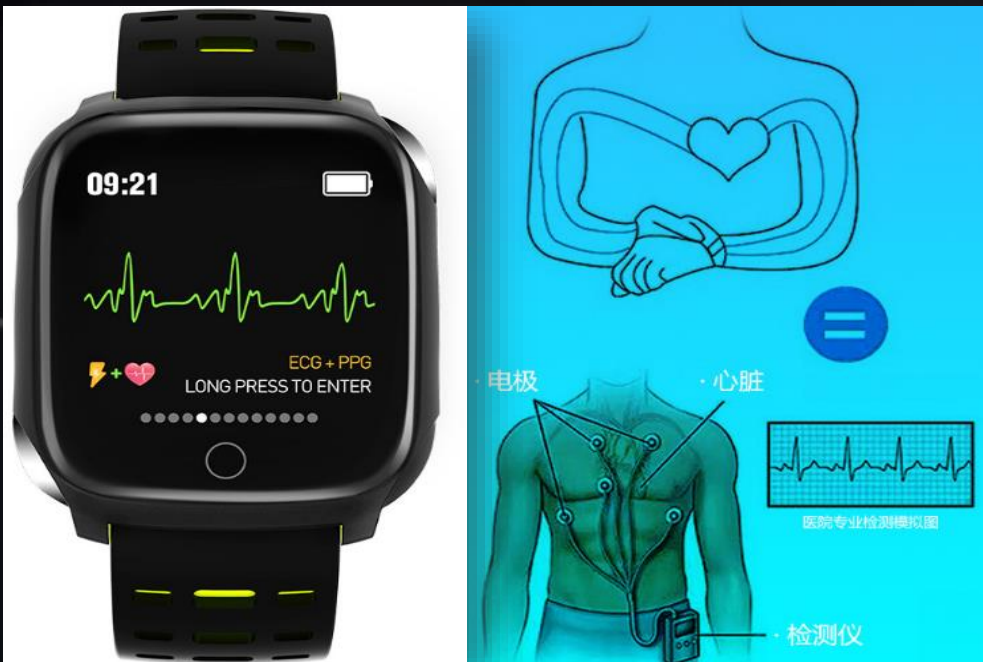 09:21
ECG + PPG
LONG PRESS TO ENTER
· 电极
· 心脏
医院专业检测模拟图
· 检测仪